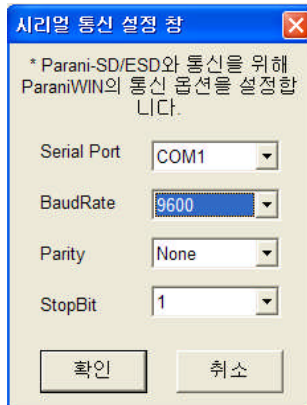 시리얼 통신 설정 창
* Parani-SD/ESD와 통신을 위해
ParaniWIN의 통신 옵션을 설정합
니다.
Serial Port COM1
BaudRate 9600
Parity None
StopBit 1
확인 취소